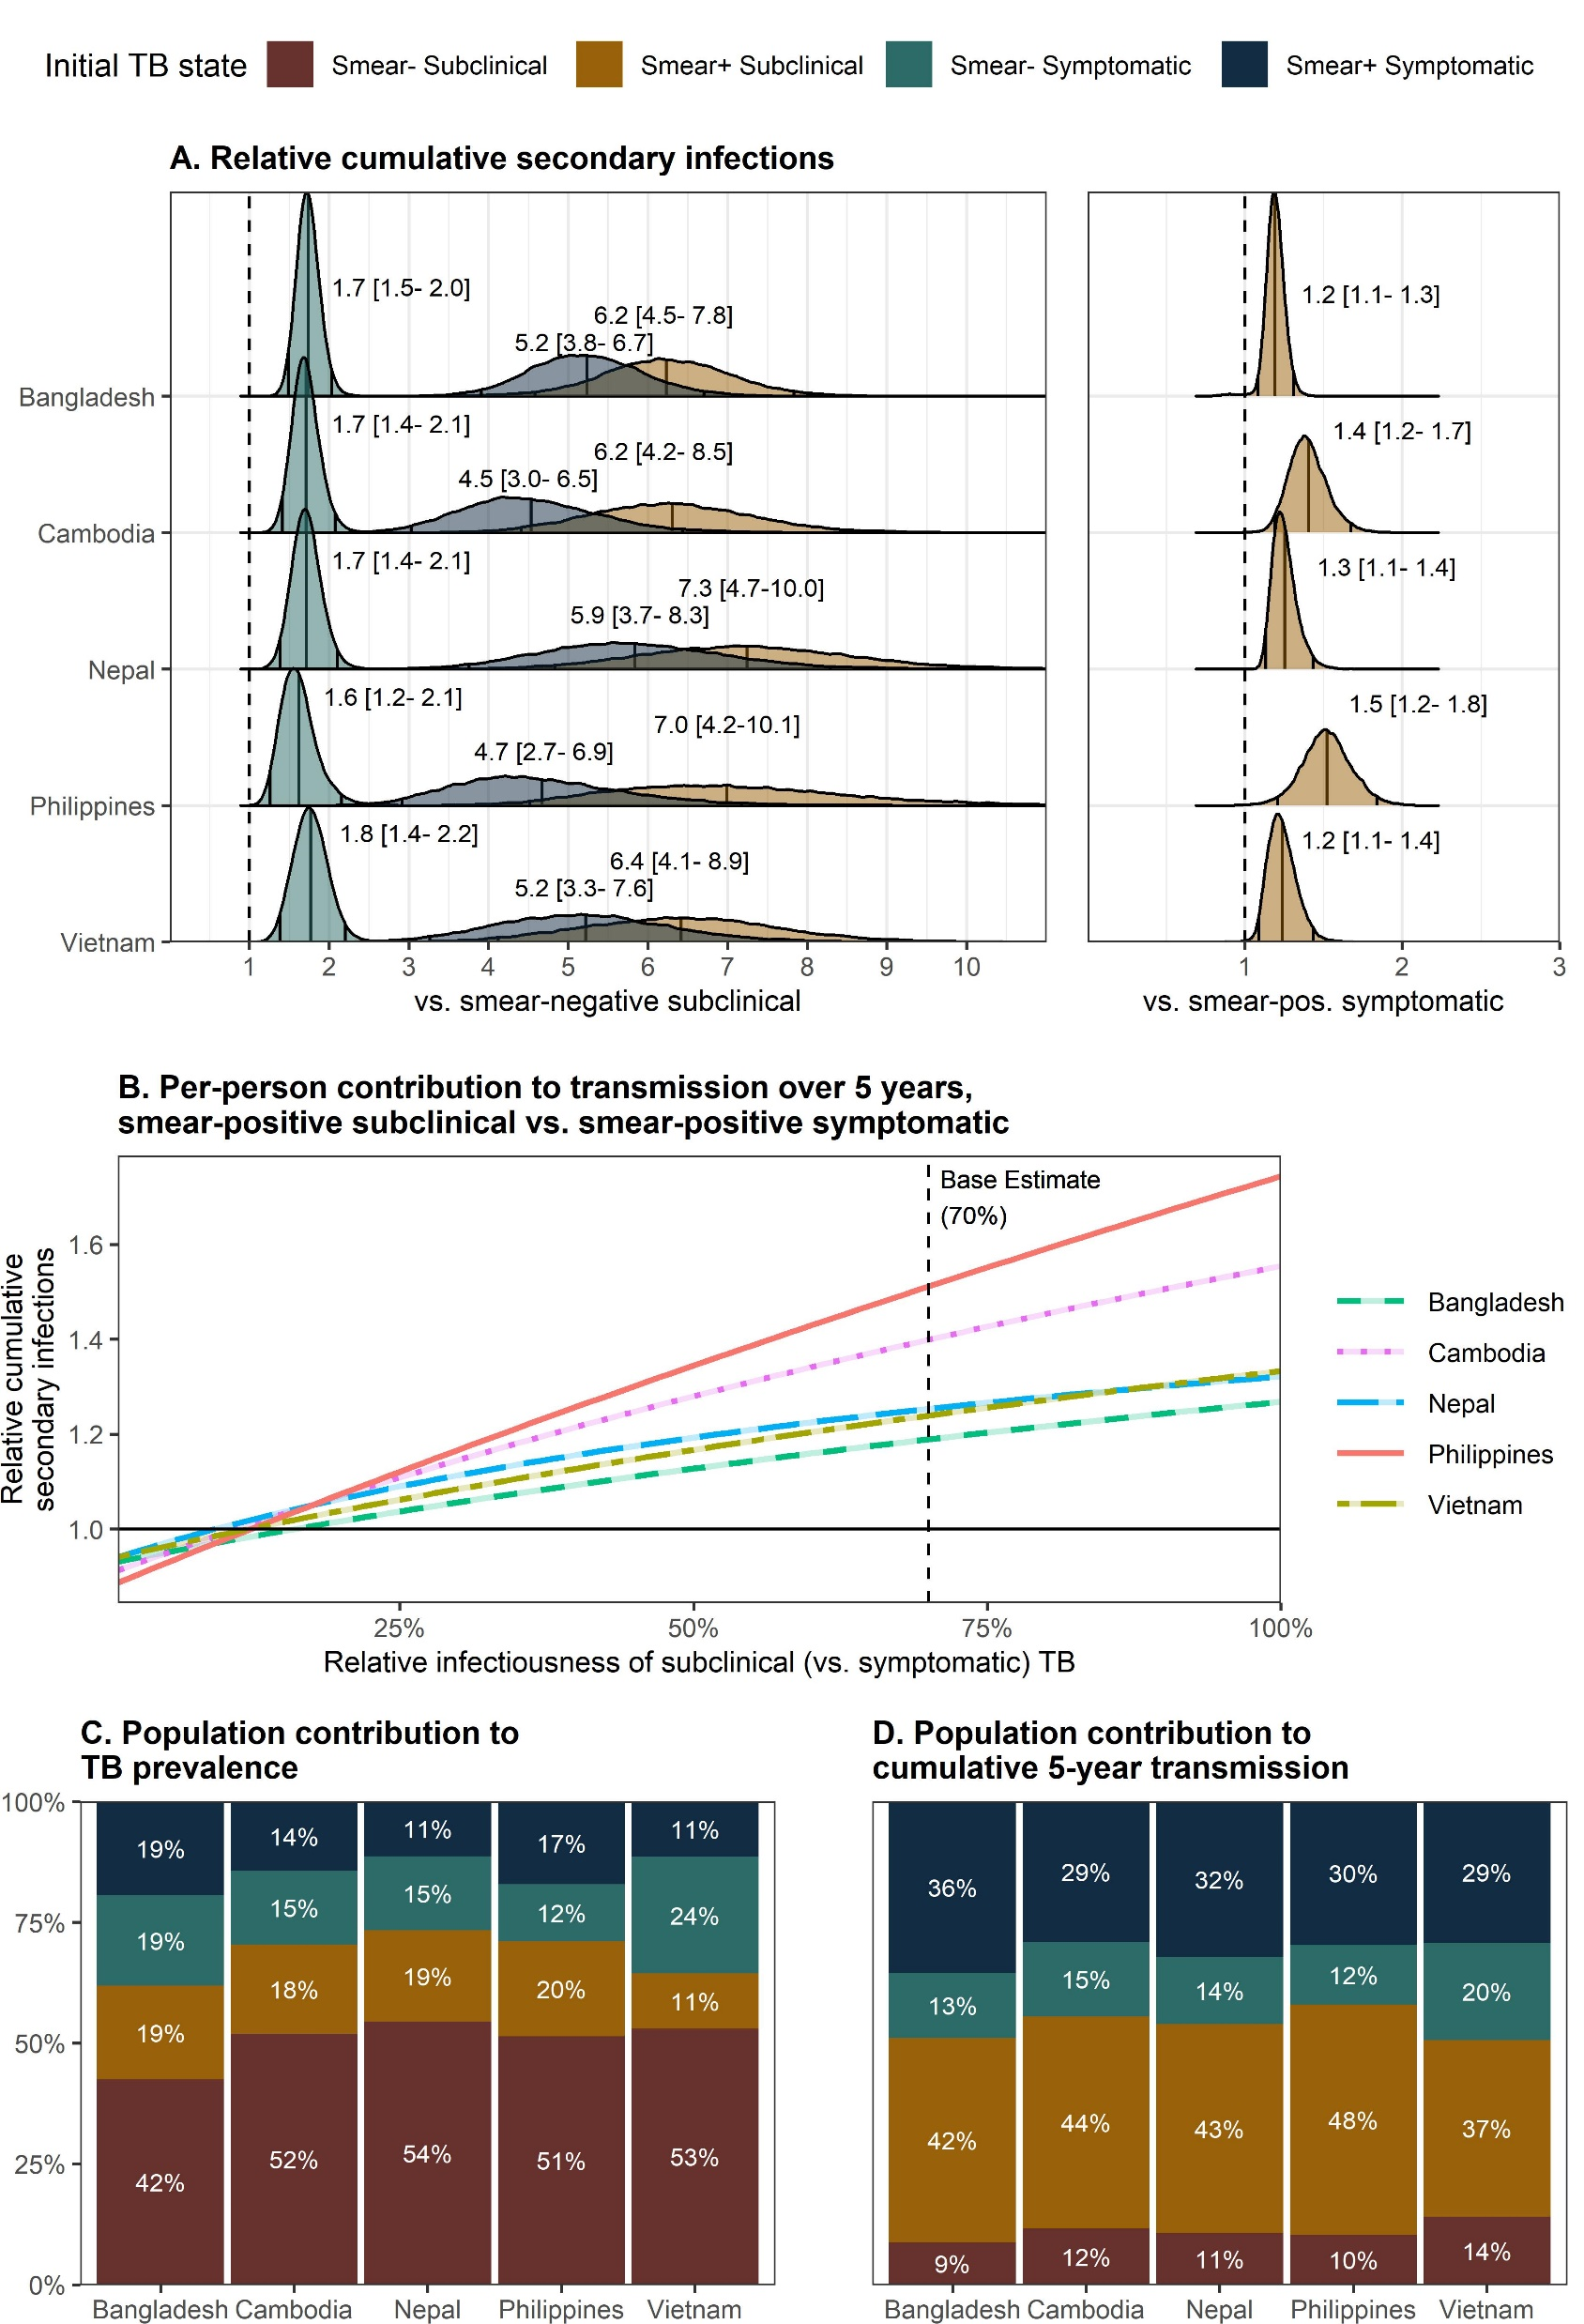 Initial TB state
Smear- Subclinical
Smear+ Subclinical
Smear- Symptomatic
Smear+ Symptomatic
A. Relative cumulative secondary infections
1.7 [1.5- 2.0]
6.2 [4.5- 7.8]
5.2 [3.8- 6.7]
1.2 [1.1- 1.3]
Bangladesh
1.7 [1.4- 2.1]
6.2 [4.2- 8.5]
4.5 [3.0- 6.5]
1.4 [1.2- 1.7]
Cambodia
1.7 [1.4- 2.1]
7.3 [4.7-10.0]
5.9 [3.7- 8.3]
1.3 [1.1- 1.4]
Nepal
1.6 [1.2- 2.1]
7.0 [4.2-10.1]
4.7 [2.7- 6.9]
1.5 [1.2- 1.8]
Philippines
1.8 [1.4- 2.2]
6.4 [4.1- 8.9]
5.2 [3.3- 7.6]
1.2 [1.1- 1.4]
Vietnam
1 2 3 4 5 6 7 8 9 10
1 2 3
vs. smear-negative subclinical
vs. smear-pos. symptomatic
B. Per-person contribution to transmission over 5 years,
smear-positive subclinical vs. smear-positive symptomatic
Relative cumulative
secondary infections
1.6
1.4
1.2
1.0
Base Estimate
(70%)
Bangladesh
Cambodia
Nepal
Philippines
Vietnam
25% 50% 75% 100%
Relative infectiousness of subclinical (vs. symptomatic) TB
C. Population contribution to
TB prevalence
100%
75%
50%
25%
0%
19% 14% 11% 17% 11%
19% 15% 15% 12% 24%
19% 18% 19% 20% 11%
42% 52% 54% 51% 53%
Bangladesh Cambodia Nepal Philippines Vietnam
D. Population contribution to
cumulative 5-year transmission
36% 29% 32% 30% 29%
13% 15% 14% 12% 20%
42% 44% 43% 48% 37%
9% 12% 11% 10% 14%
Bangladesh Cambodia Nepal Philippines Vietnam